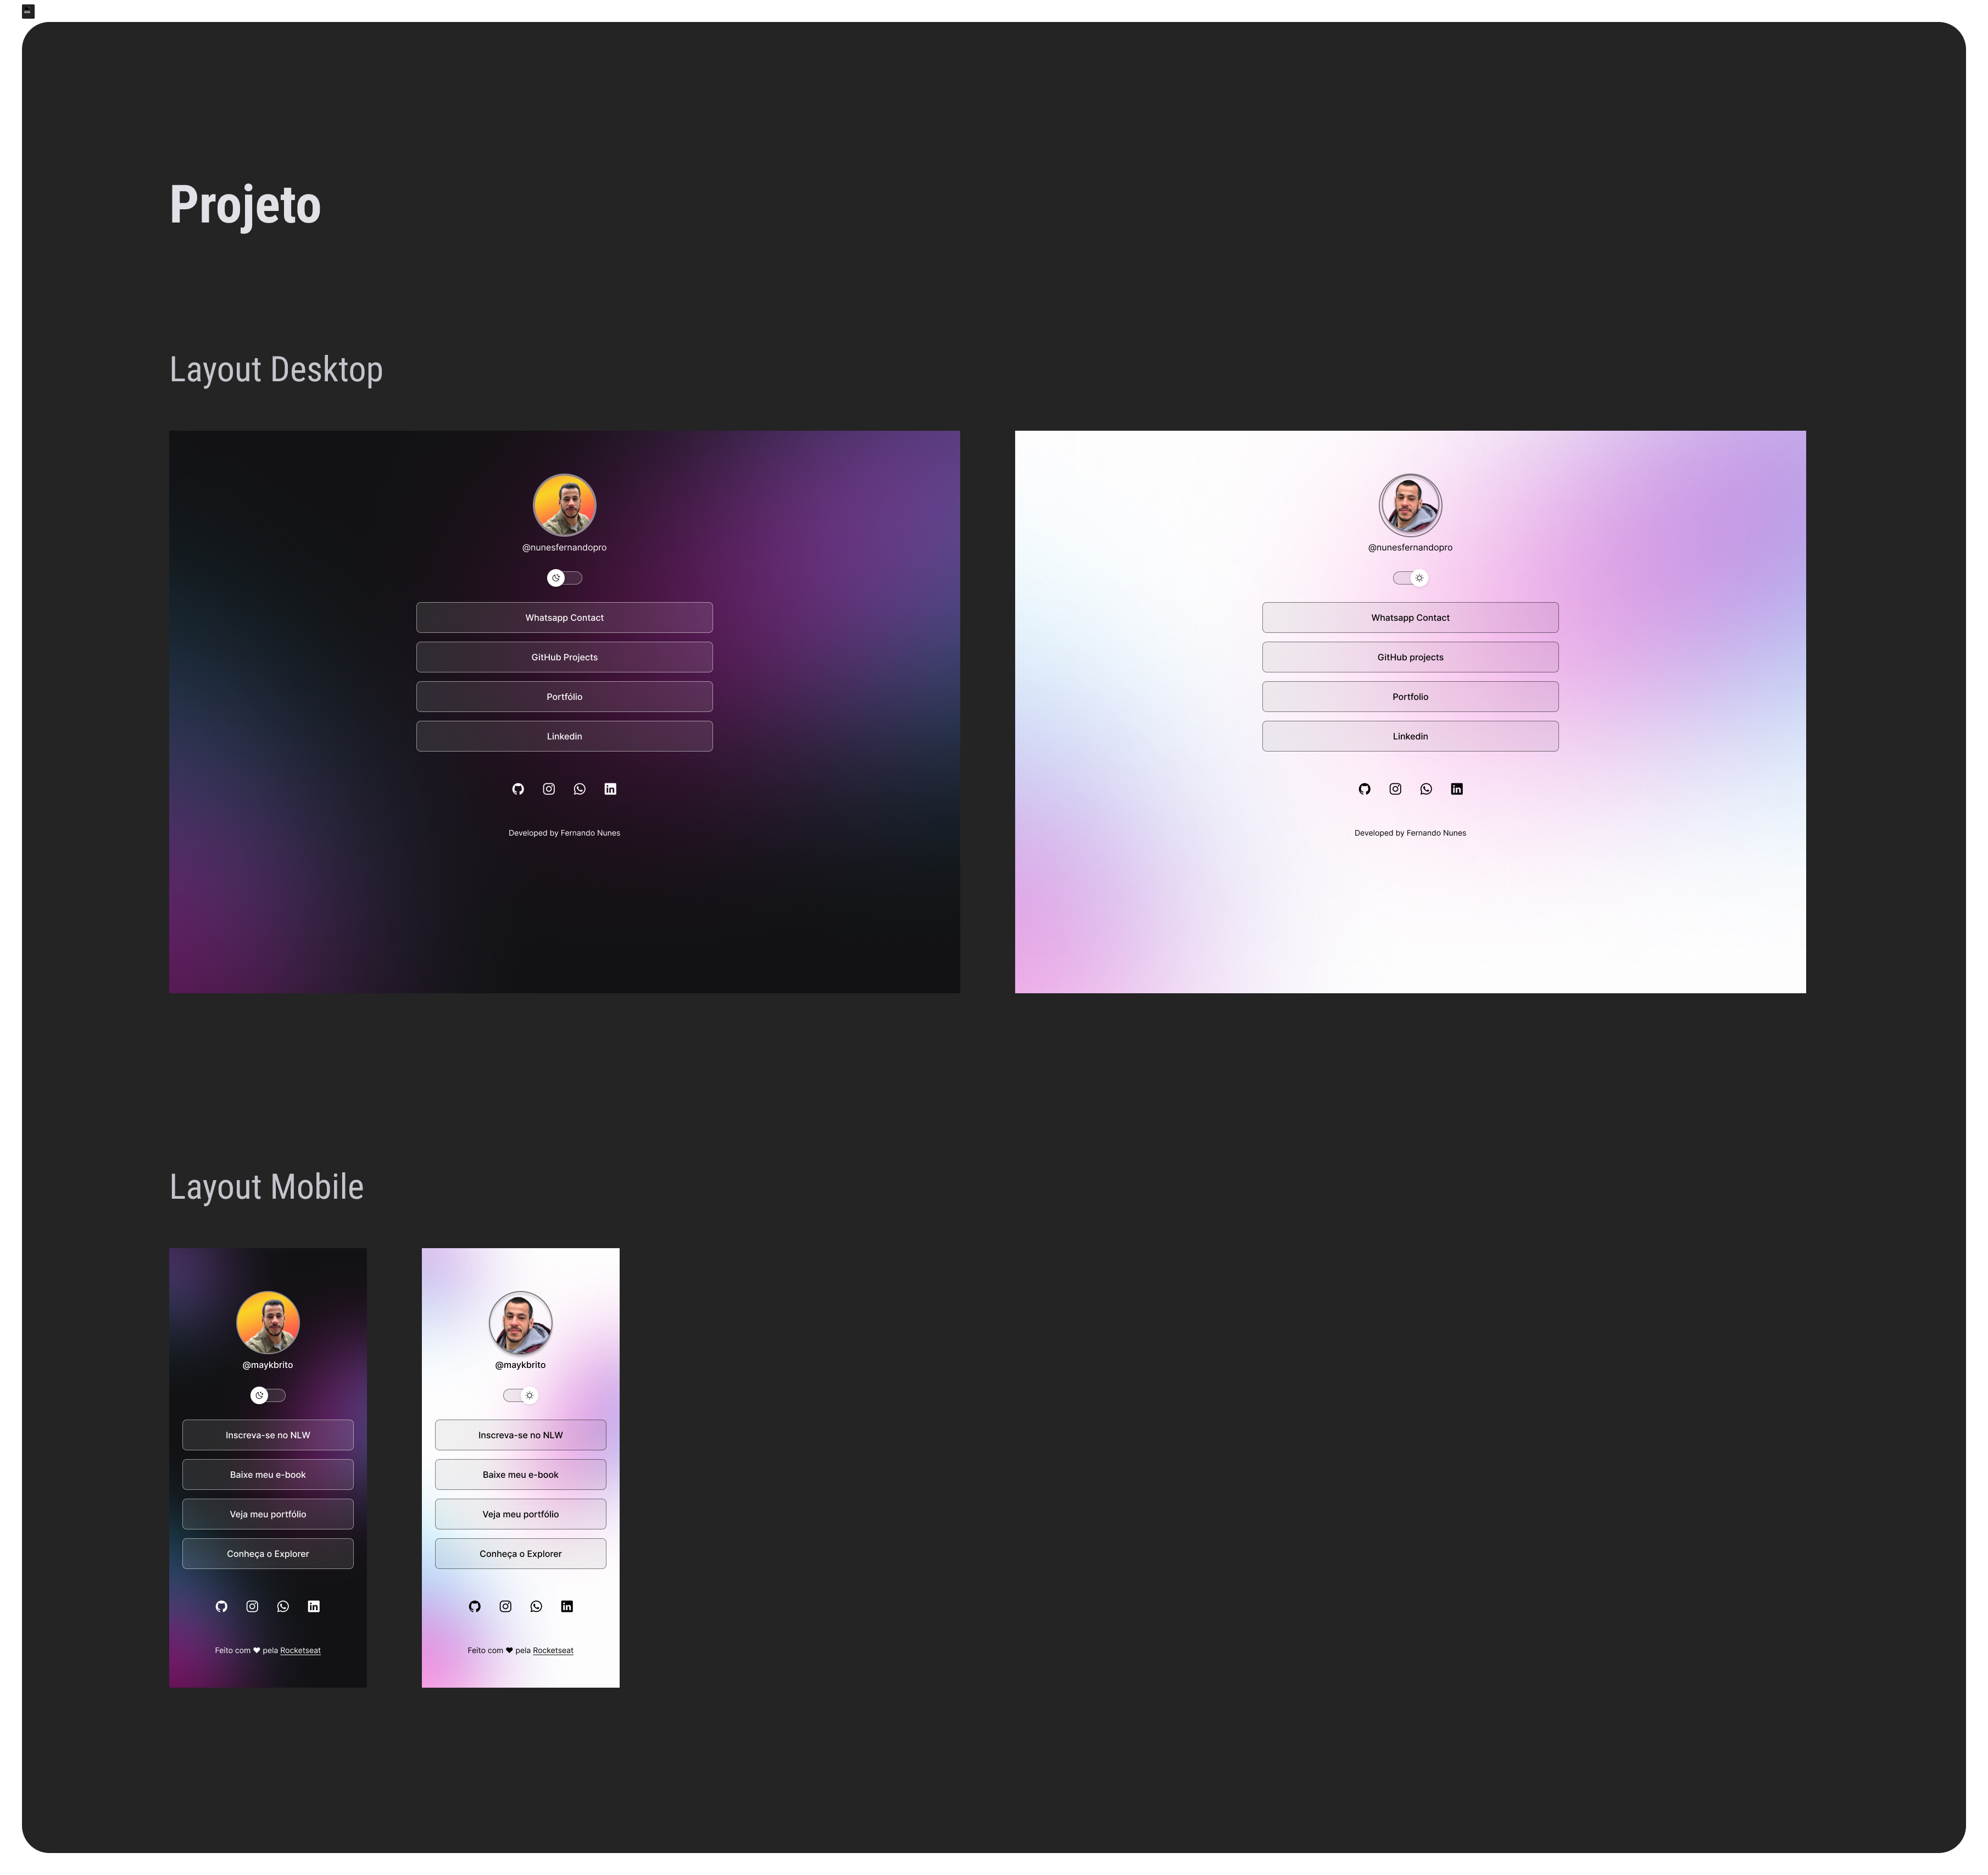 Projeto
Layout Desktop
@nunesfernandopro
Whatsapp Contact
GitHub Projects
Portfólio
Linkedin
Developed by Fernando Nunes
@nunesfernandopro
Whatsapp Contact
GitHub projects
Portfolio
Linkedin
Developed by Fernando Nunes
Layout Mobile
@maykbrito
Inscreva-se no NLW
Baixe meu e-book
Veja meu portfólio
Conheça o Explorer
Feito com ♥ pela Rocketseat
@maykbrito
Inscreva-se no NLW
Baixe meu e-book
Veja meu portfólio
Conheça o Explorer
Feito com ♥ pela Rocketseat